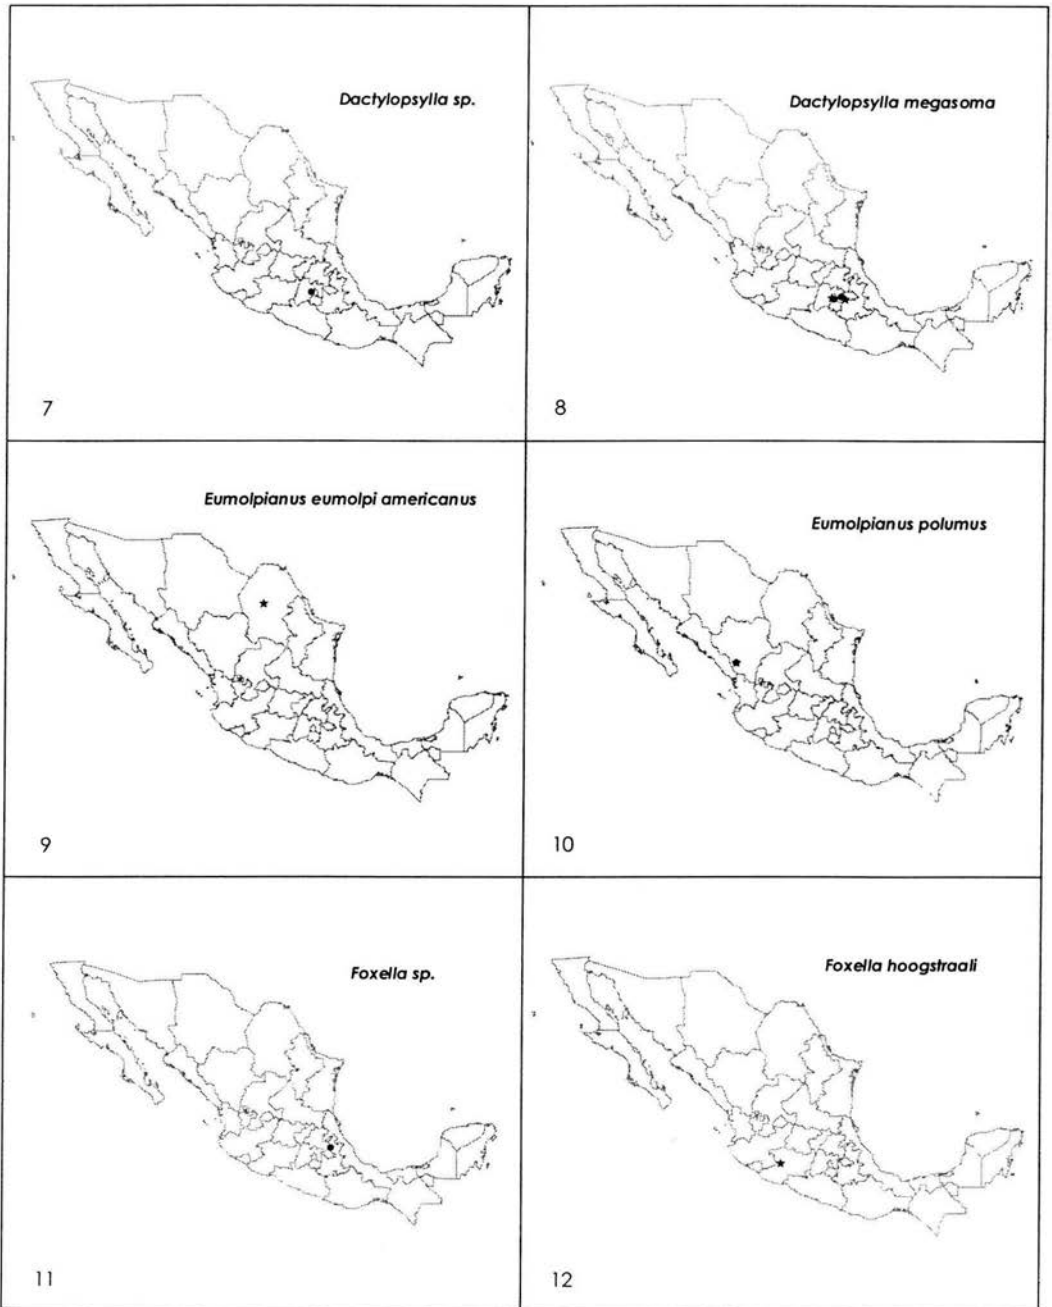 Dactylopsylla sp.
7
Dactylopsylla megasoma
8
Eumolpianus eumolpi americanus
9
Eumolpianus polumus
10
Foxella sp.
11
Foxella hoogstraali
12